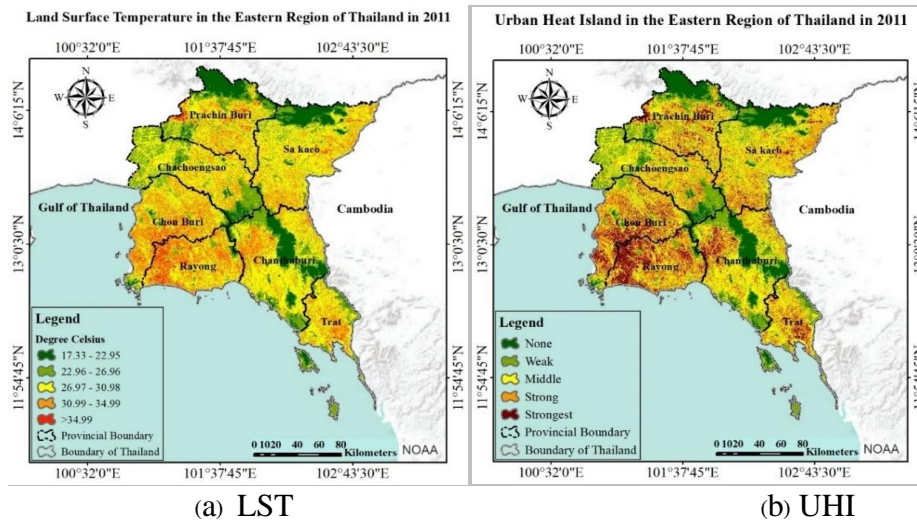 Land Surface Temperature in the Eastern Region of Thailand in 2011
100°32'0"E
101°37'45"E
102°43'30"E
14°6'15"N
13°0'30"N
11°54'45"N
N
W
E
S
Prachin Buri
Sa kaeo
Chachoengsao
Gulf of Thailand
Cambodia
Chon Buri
Rayong
Chanthaburi
Trat
Legend
Degree Celsius
17.33 - 22.95
22.96 - 26.96
26.97 - 30.98
30.99 - 34.99
>34.99
Provincial Boundary
Boundary of Thailand
0 10 20 40 60 80
Kilometers
NOAA
100°32'0"E
101°37'45"E
102°43'30"E
(a) LST
Urban Heat Island in the Eastern Region of Thailand in 2011
100°32'0"E
101°37'45"E
102°43'30"E
14°6'15"N
13°0'30"N
11°54'45"N
N
W
E
S
Prachin Buri
Sa kaeo
Chachoengsao
Gulf of Thailand
Cambodia
Chon Buri
Rayong
Chanthaburi
Trat
Legend
None
Weak
Middle
Strong
Strongest
Provincial Boundary
Boundary of Thailand
0 10 20 40 60 80
Kilometers
NOAA
100°32'0"E
101°37'45"E
102°43'30"E
(b) UHI